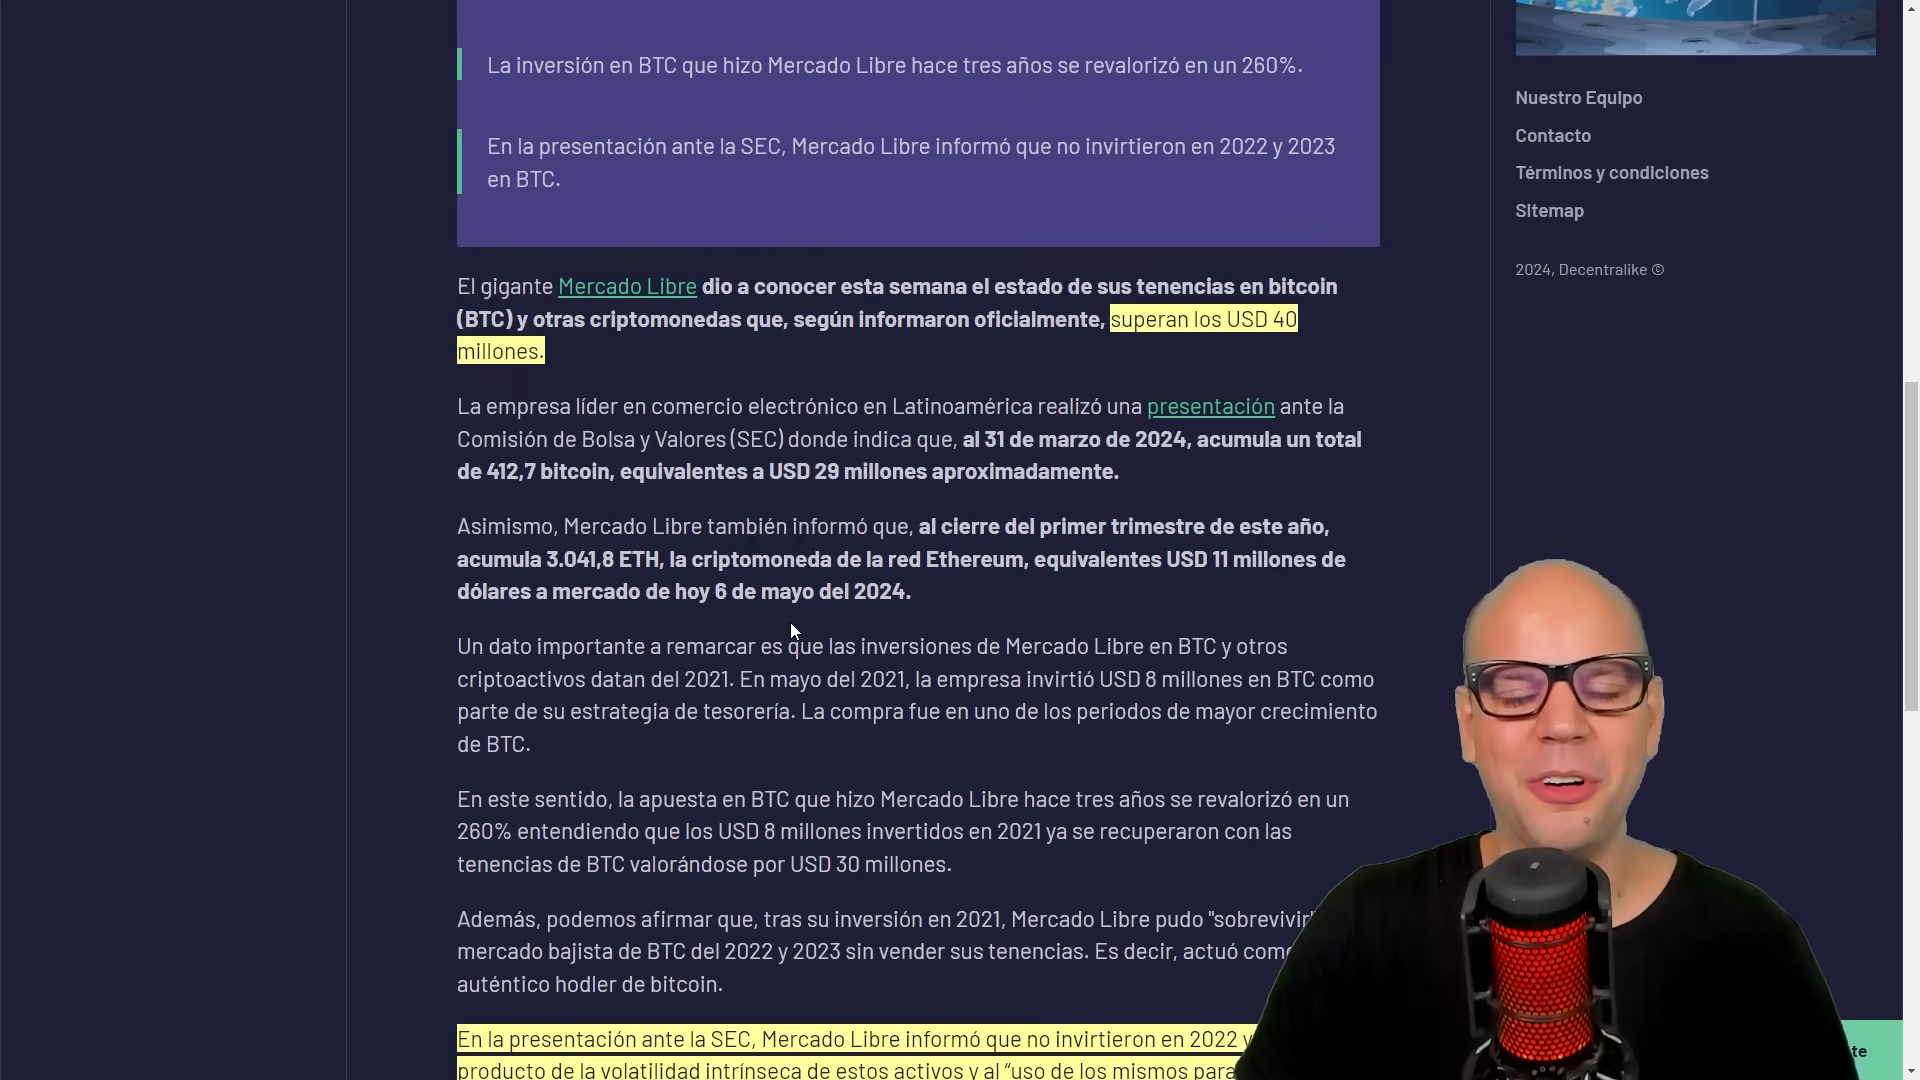 La inversión en BTC que hizo Mercado Libre hace tres años se revalorizó en un 260%.
En la presentación ante la SEC, Mercado Libre informó que no invirtieron en 2022 y 2023
en BTC.
El gigante Mercado Libre dio a conocer esta semana el estado de sus tenencias en bitcoin
(BTC) y otras criptomonedas que, según informaron oficialmente, superan los USD 40
millones.
La empresa líder en comercio electrónico en Latinoamérica realizó una presentación ante la
Comisión de Bolsa y Valores (SEC) donde indica que, al 31 de marzo de 2024, acumula un total
de 412,7 bitcoin, equivalentes a USD 29 millones aproximadamente.
Asimismo, Mercado Libre también informó que, al cierre del primer trimestre de este año,
acumula 3.041,8 ETH, la criptomoneda de la red Ethereum, equivalentes USD 11 millones de
dólares a mercado de hoy 6 de mayo del 2024.
Un dato importante a remarcar es que las inversiones de Mercado Libre en BTC y otros
criptoactivos datan del 2021. En mayo del 2021, la empresa invirtió USD 8 millones en BTC como
parte de su estrategia de tesorería. La compra fue en uno de los periodos de mayor crecimiento
de BTC.
En este sentido, la apuesta en BTC que hizo Mercado Libre hace tres años se revalorizó en un
260% entendiendo que los USD 8 millones invertidos en 2021 ya se recuperaron con las
tenencias de BTC valorándose por USD 30 millones.
Además, podemos afirmar que, tras su inversión en 2021, Mercado Libre pudo "sobrevivir"
mercado bajista de BTC del 2022 y 2023 sin vender sus tenencias. Es decir, actuó como
auténtico hodler de bitcoin.
En la presentación ante la SEC, Mercado Libre informó que no invirtieron en 2022 y
producto de la volatilidad intrínseca de estos activos y al “uso de los mismos para
Nuestro Equipo
Contacto
Términos y condiciones
Sitemap
2024, Decentralike ©
te